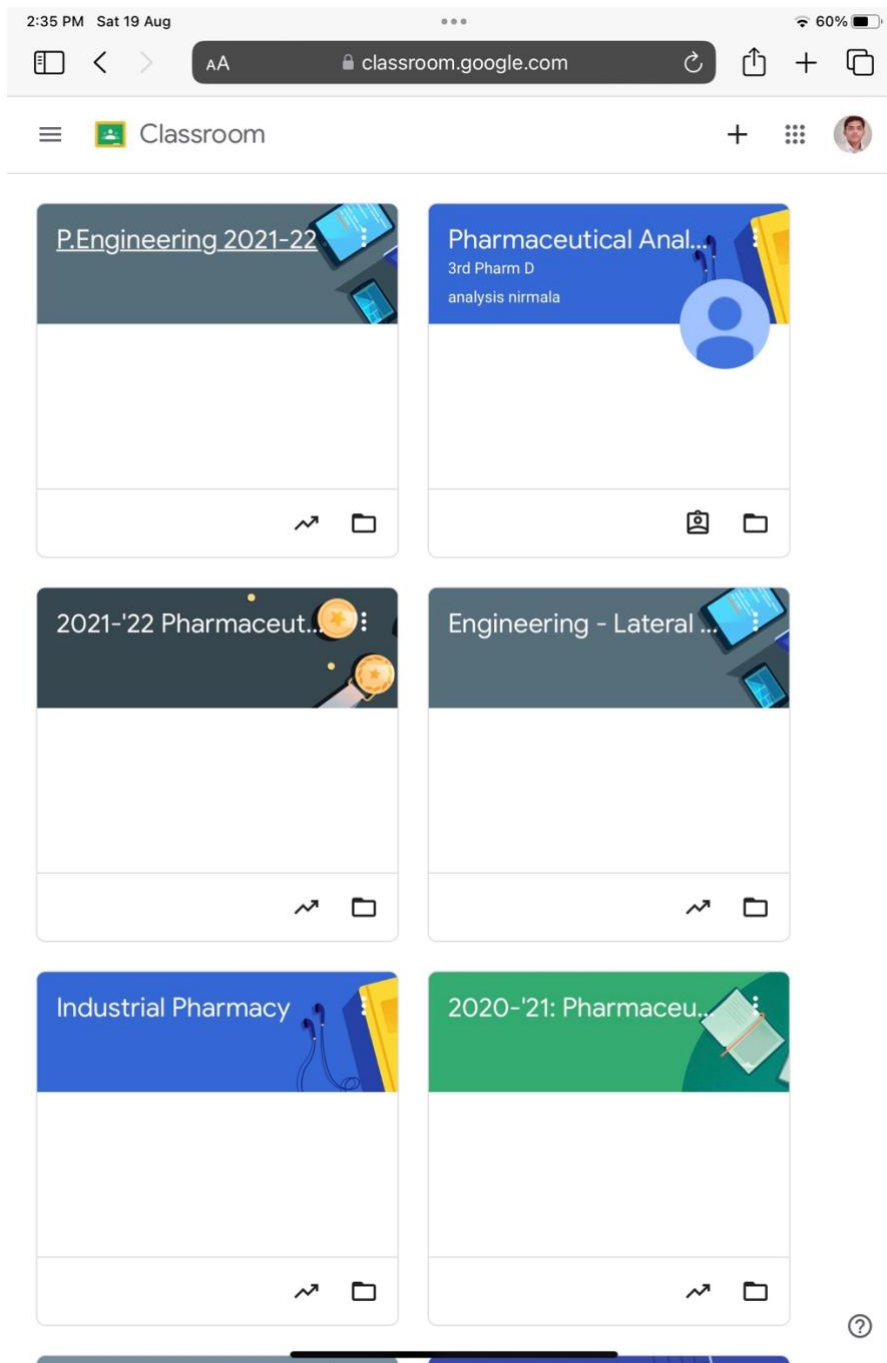 2:35 PM Sat 19 Aug
60%
AA classroom.google.com
Classroom
P.Engineering 2021-22
Pharmaceutical Anal...
3rd Pharm D
analysis nirmala
2021-'22 Pharmaceut...
Engineering - Lateral ...
Industrial Pharmacy
2020-'21: Pharmaceu...